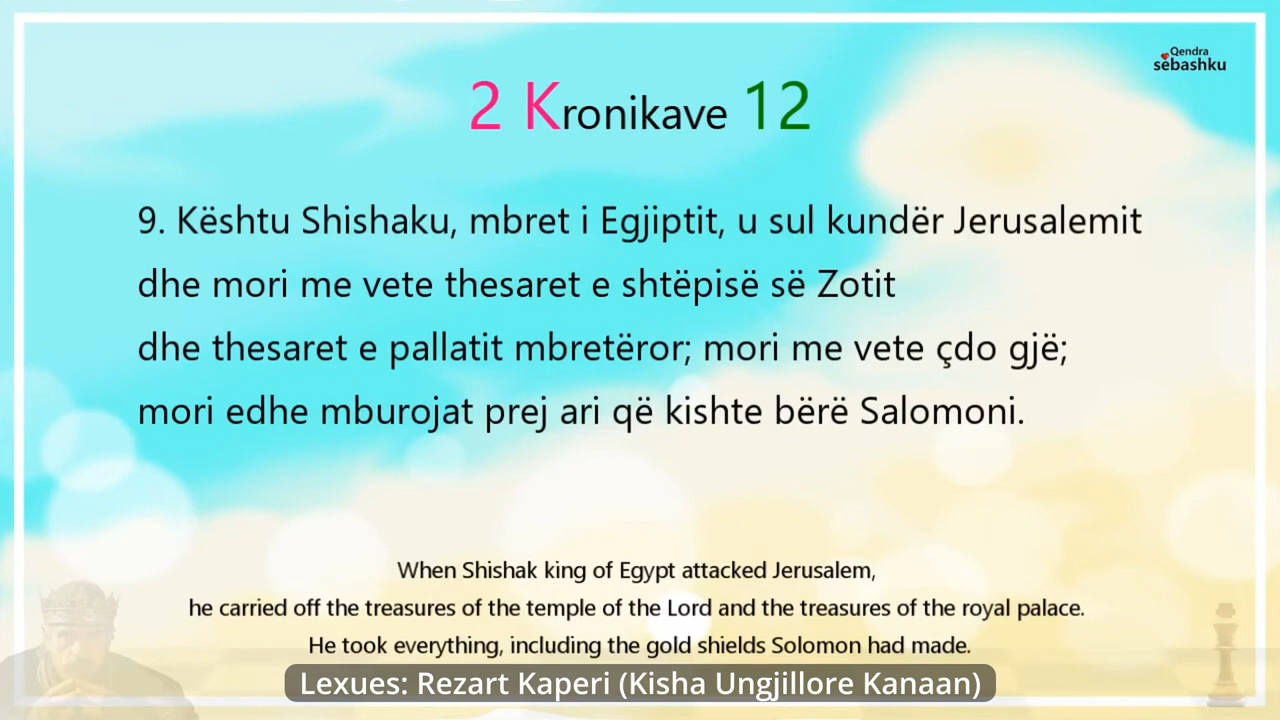 Qendra
sëbashku
2 Kronikave 12
9. Kështu Shishaku, mbret i Egjiptit, u sul kundër Jerusalemit
dhe mori me vete thesaret e shtëpisë së Zotit
dhe thesaret e pallatit mbretëror; mori me vete çdo gjë;
mori edhe mburojat prej ari që kishte bërë Salomoni.
When Shishak king of Egypt attacked Jerusalem,
he carried off the treasures of the temple of the Lord and the treasures of the royal palace.
He took everything, including the gold shields Solomon had made.
Lexues: Rezart Kaperi (Kisha Ungjillore Kanaan)